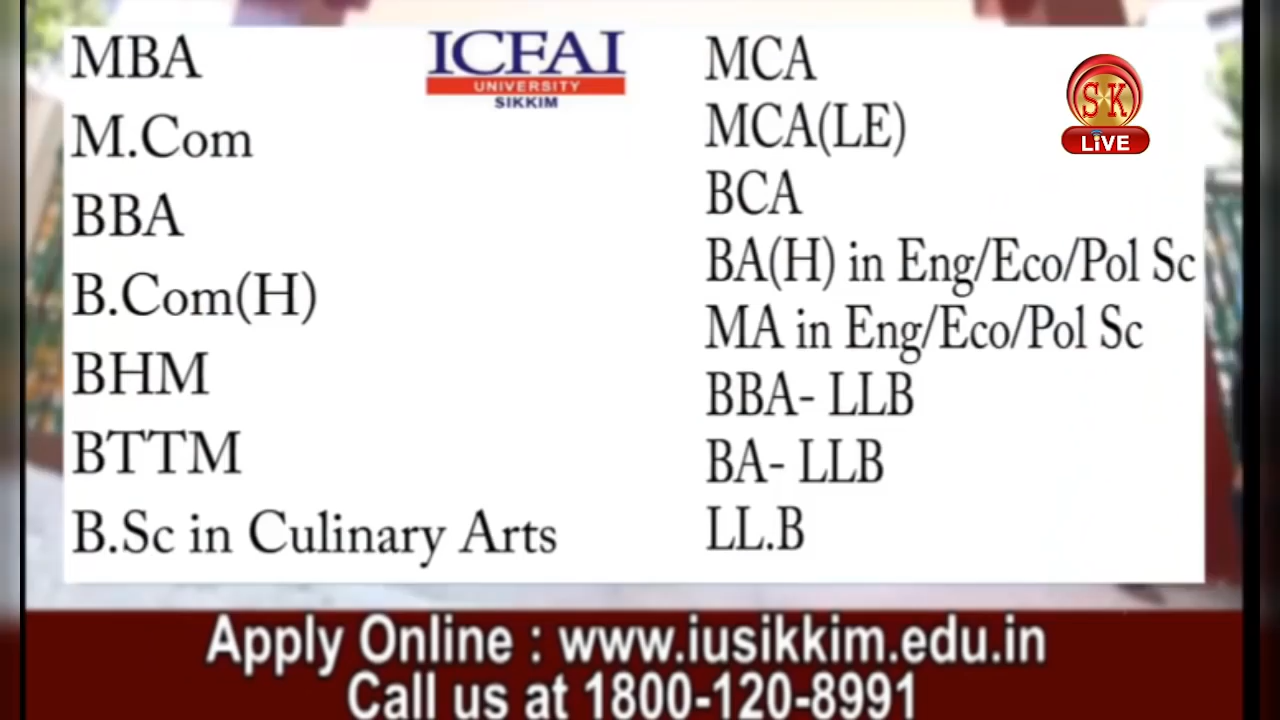 MBA
M.Com
BBA
B.Com(H)
BHM
BTTM
B.Sc in Culinary Arts
ICFAI
UNIVERSITY
SIKKIM
MCA
MCA(LE)
BCA
BA(H) in Eng/Eco/Pol Sc
MA in Eng/Eco/Pol Sc
BBA- LLB
BA- LLB
LL.B
SK
LiVE
Apply Online : www.iusikkim.edu.in
Call us at 1800-120-8991